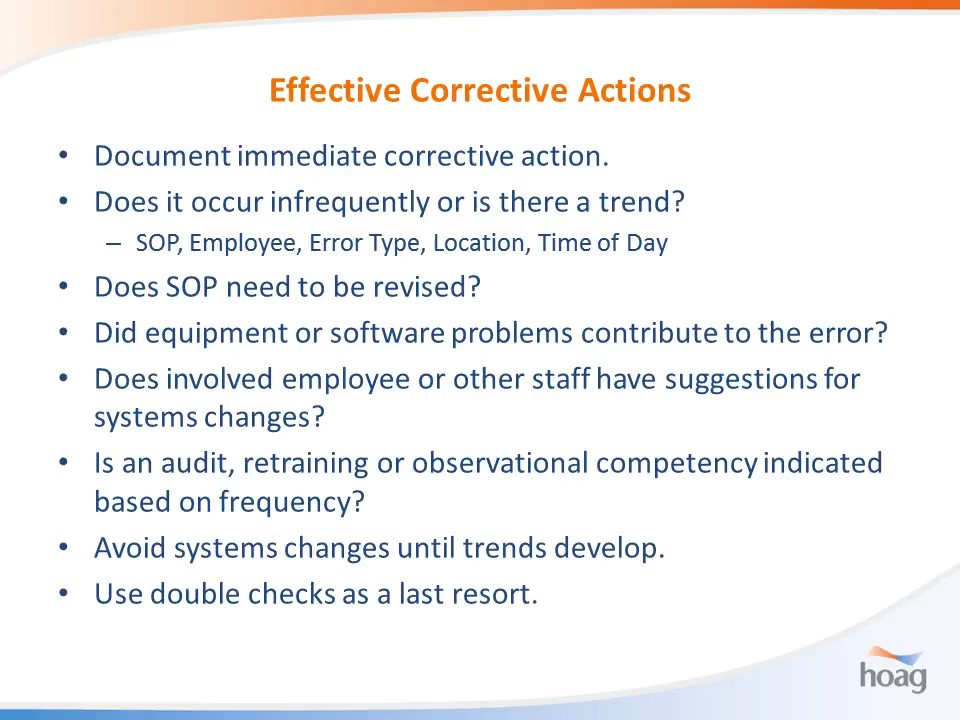 Effective Corrective Actions
• Document immediate corrective action.
• Does it occur infrequently or is there a trend?
– SOP, Employee, Error Type, Location, Time of Day
• Does SOP need to be revised?
• Did equipment or software problems contribute to the error?
• Does involved employee or other staff have suggestions for
systems changes?
• Is an audit, retraining or observational competency indicated
based on frequency?
• Avoid systems changes until trends develop.
• Use double checks as a last resort.
hoag